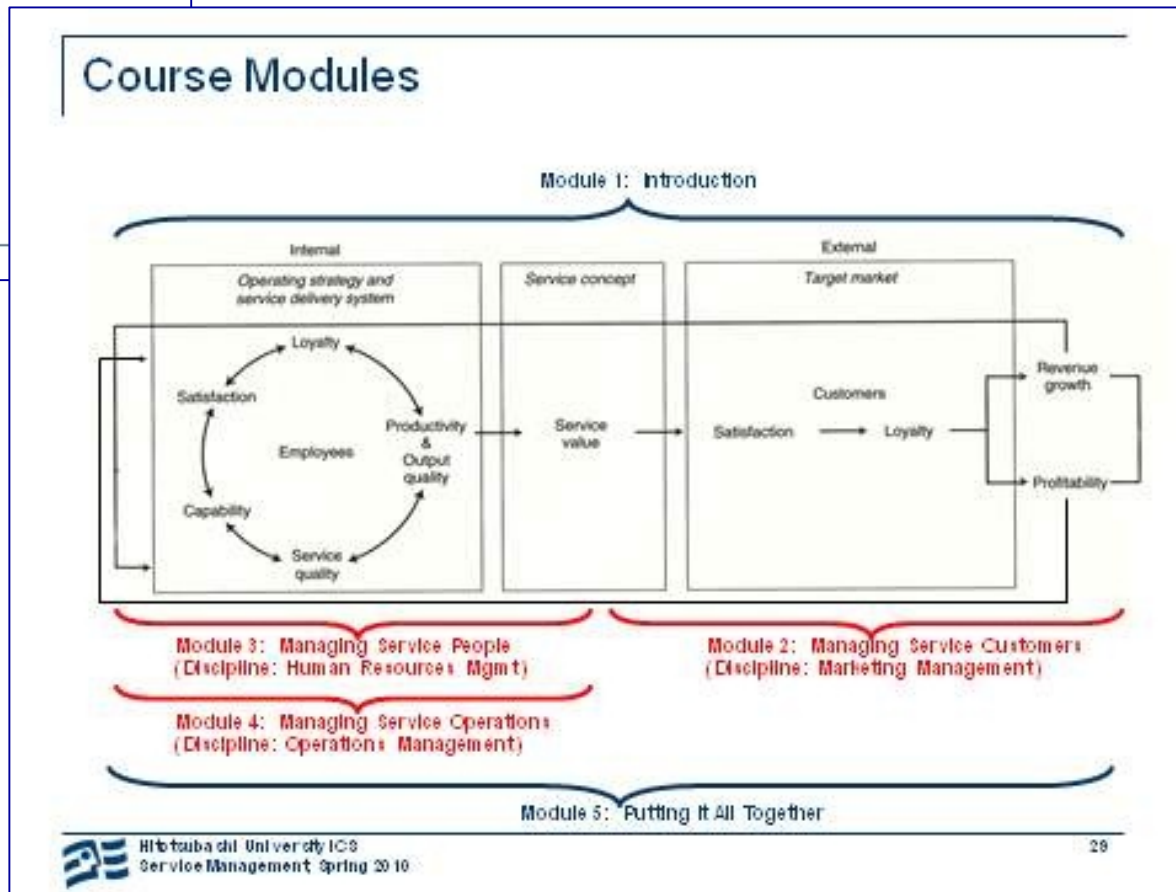 Course Modules
Module 1: Introduction
Internal
External
Operating strategy and
service delivery system
Service concept
Target market
Loyalty
Satisfaction
Employees
Productivity
&
Output
quality
Capability
Service
quality
Service
value
Customers
Satisfaction
Loyalty
Revenue
growth
Profitability
Module 3: Managing Service People
(Discipline: Human Resources Mgmt)
Module 2: Managing Service Customers
(Discipline: Marketing Management)
Module 4: Managing Service Operations
(Discipline: Operations Management)
Module 5: Putting It All Together
Hitotsubashi University ICS
Service Management, Spring 2010
29